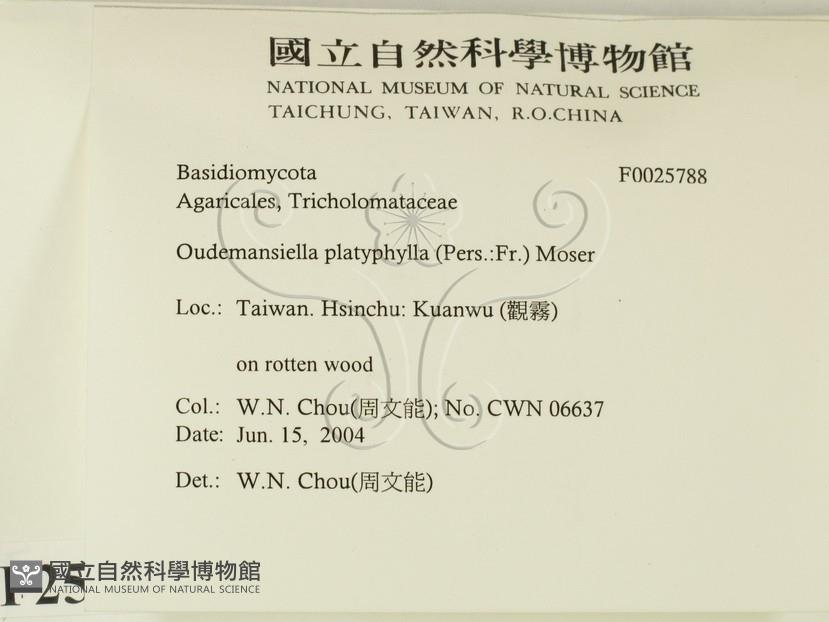 國立自然科學博物館
NATIONAL MUSEUM OF NATURAL SCIENCE
TAICHUNG, TAIWAN, R.O.CHINA
Basidiomycota F0025788
Agaricales, Tricholomataceae
Oudemansiella platyphylla (Pers.:Fr.) Moser
Loc.: Taiwan. Hsinchu: Kuanwu (觀霧)
on rotten wood
Col.: W.N. Chou(周文能); No. CWN 06637
Date: Jun. 15, 2004
Det.: W.N. Chou(周文能)
國立自然科學博物館
NATIONAL MUSEUM OF NATURAL SCIENCE